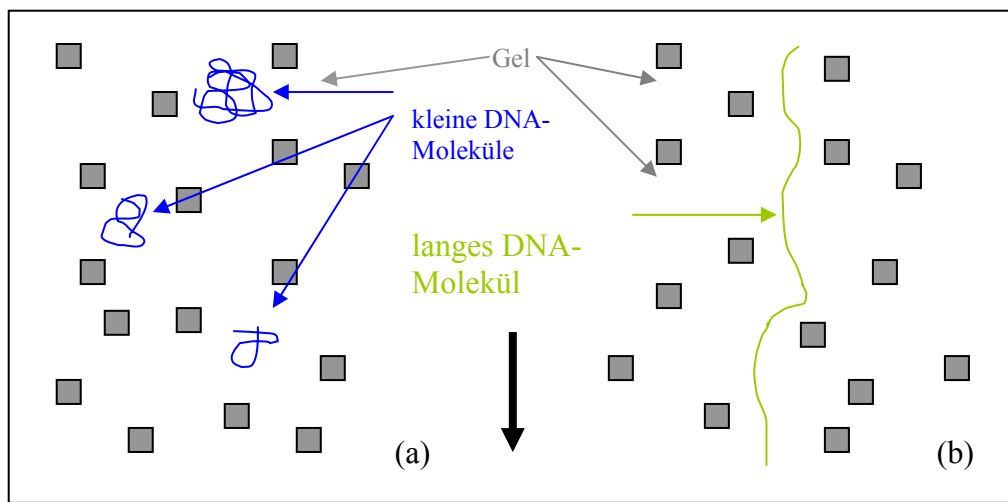 Gel
kleine DNA-
Moleküle
langes DNA-
Molekül
(a)
(b)